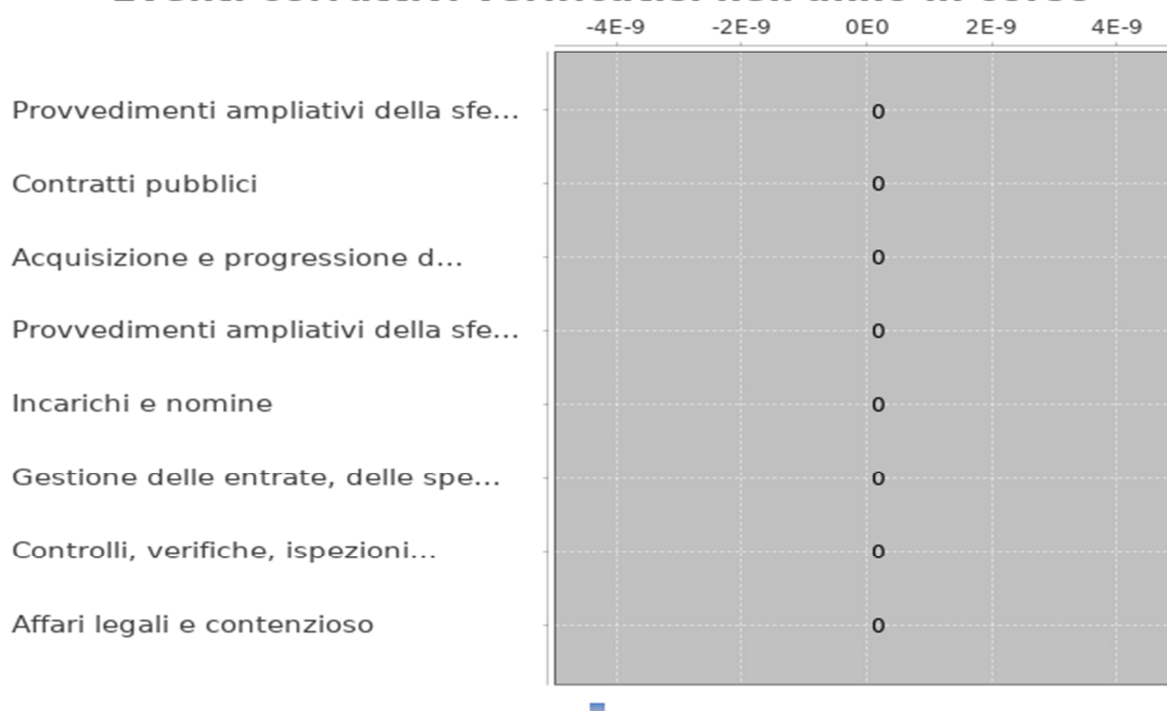 -4E-9 -2E-9 0E0 2E-9 4E-9
Provvedimenti ampliativi della sfe... 0
Contratti pubblici 0
Acquisizione e progressione d... 0
Provvedimenti ampliativi della sfe... 0
Incarichi e nomine 0
Gestione delle entrate, delle spe... 0
Controlli, verifiche, ispezioni... 0
Affari legali e contenzioso 0